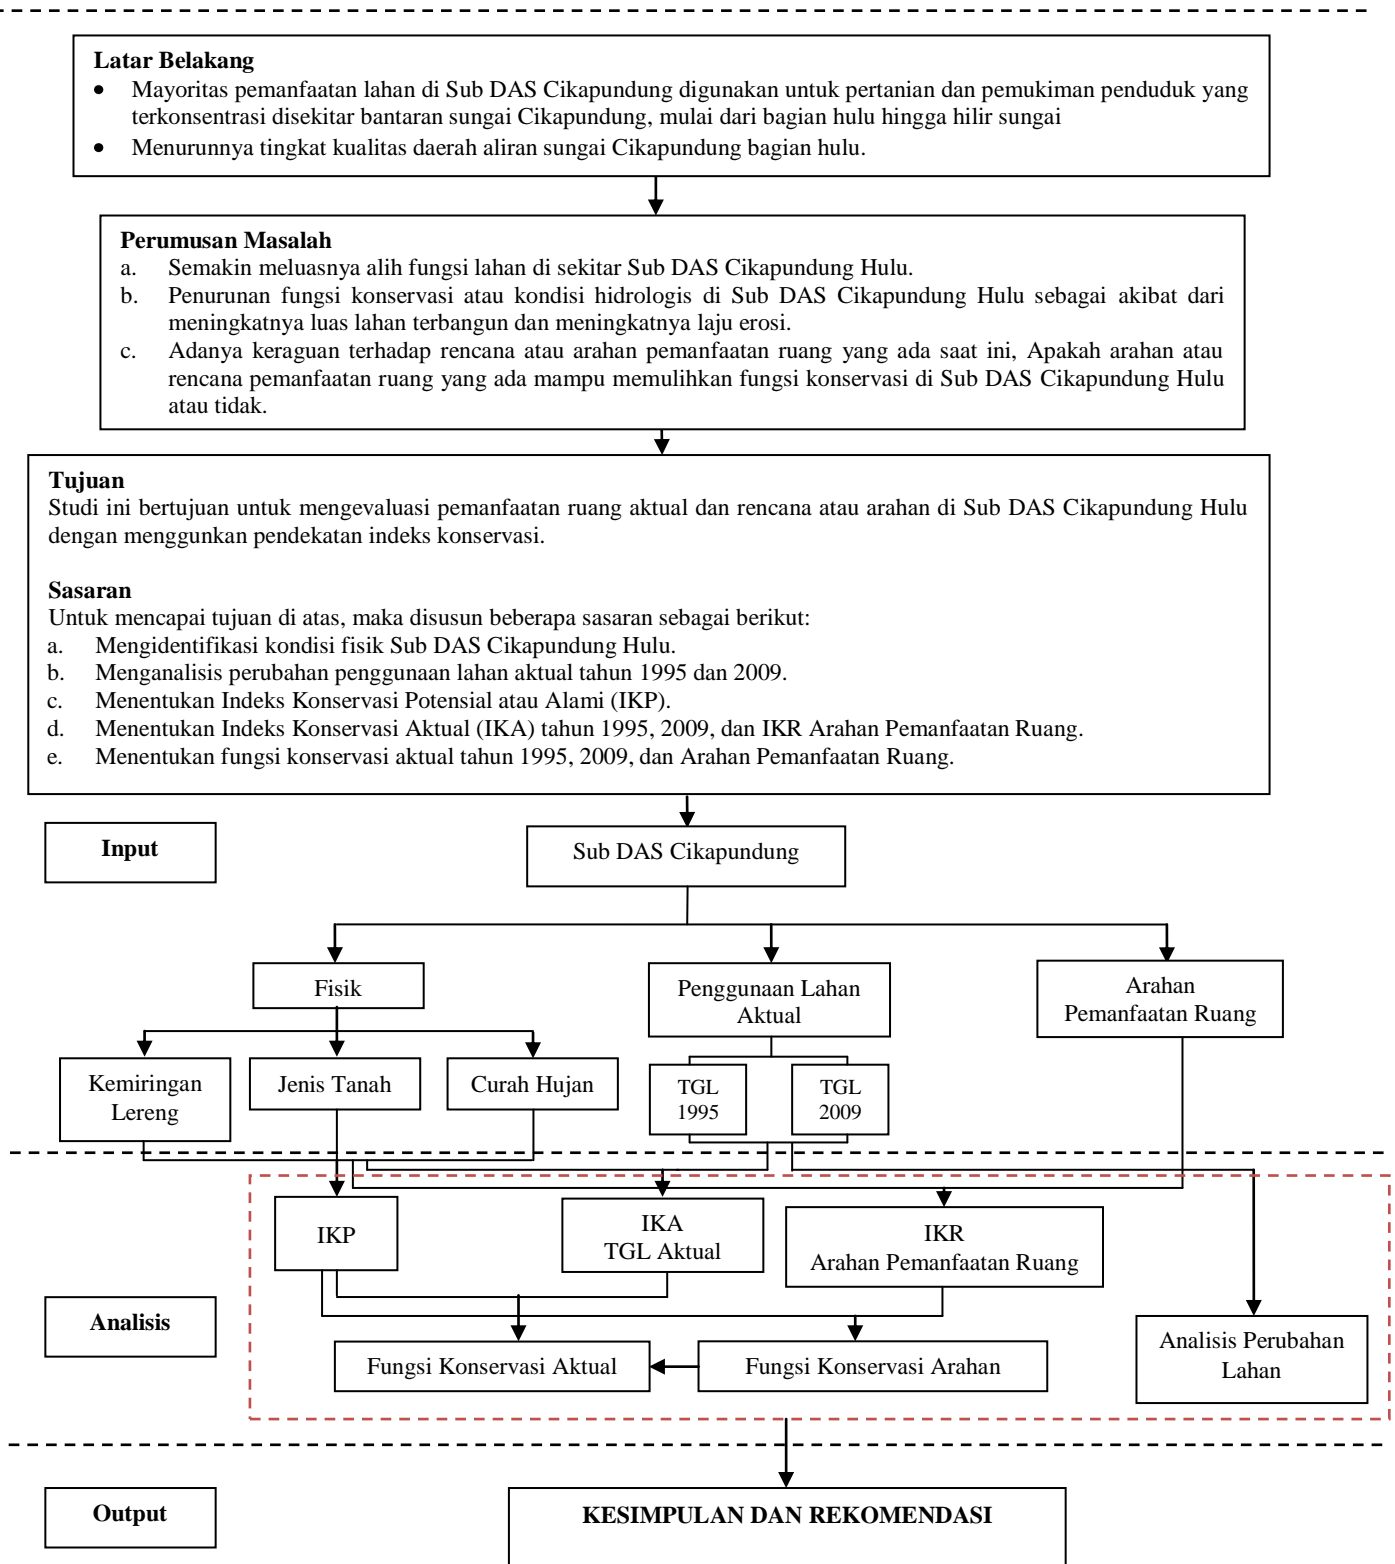 Latar Belakang
• Mayoritas pemanfaatan lahan di Sub DAS Cikapundung digunakan untuk pertanian dan pemukiman penduduk yang
terkonsentrasi disekitar bantaran sungai Cikapundung, mulai dari bagian hulu hingga hilir sungai
• Menurunnya tingkat kualitas daerah aliran sungai Cikapundung bagian hulu.
Perumusan Masalah
a. Semakin meluasnya alih fungsi lahan di sekitar Sub DAS Cikapundung Hulu.
b. Penurunan fungsi konservasi atau kondisi hidrologis di Sub DAS Cikapundung Hulu sebagai akibat dari
meningkatnya luas lahan terbangun dan meningkatnya laju erosi.
c. Adanya keraguan terhadap rencana atau arahan pemanfaatan ruang yang ada saat ini, Apakah arahan atau
rencana pemanfaatan ruang yang ada mampu memulihkan fungsi konservasi di Sub DAS Cikapundung Hulu
atau tidak.
Tujuan
Studi ini bertujuan untuk mengevaluasi pemanfaatan ruang aktual dan rencana atau arahan di Sub DAS Cikapundung Hulu
dengan menggunkan pendekatan indeks konservasi.
Sasaran
Untuk mencapai tujuan di atas, maka disusun beberapa sasaran sebagai berikut:
a. Mengidentifikasi kondisi fisik Sub DAS Cikapundung Hulu.
b. Menganalisis perubahan penggunaan lahan aktual tahun 1995 dan 2009.
c. Menentukan Indeks Konservasi Potensial atau Alami (IKP).
d. Menentukan Indeks Konservasi Aktual (IKA) tahun 1995, 2009, dan IKR Arahan Pemanfaatan Ruang.
e. Menentukan fungsi konservasi aktual tahun 1995, 2009, dan Arahan Pemanfaatan Ruang.
Input
Sub DAS Cikapundung
Fisik
Penggunaan Lahan
Aktual
Arahan
Pemanfaatan Ruang
Kemiringan
Lereng
Jenis Tanah
Curah Hujan
TGL
1995
TGL
2009
IKP
IKA
TGL Aktual
IKR
Arahan Pemanfaatan Ruang
Analisis
Fungsi Konservasi Aktual
Fungsi Konservasi Arahan
Analisis Perubahan
Lahan
Output
KESIMPULAN DAN REKOMENDASI